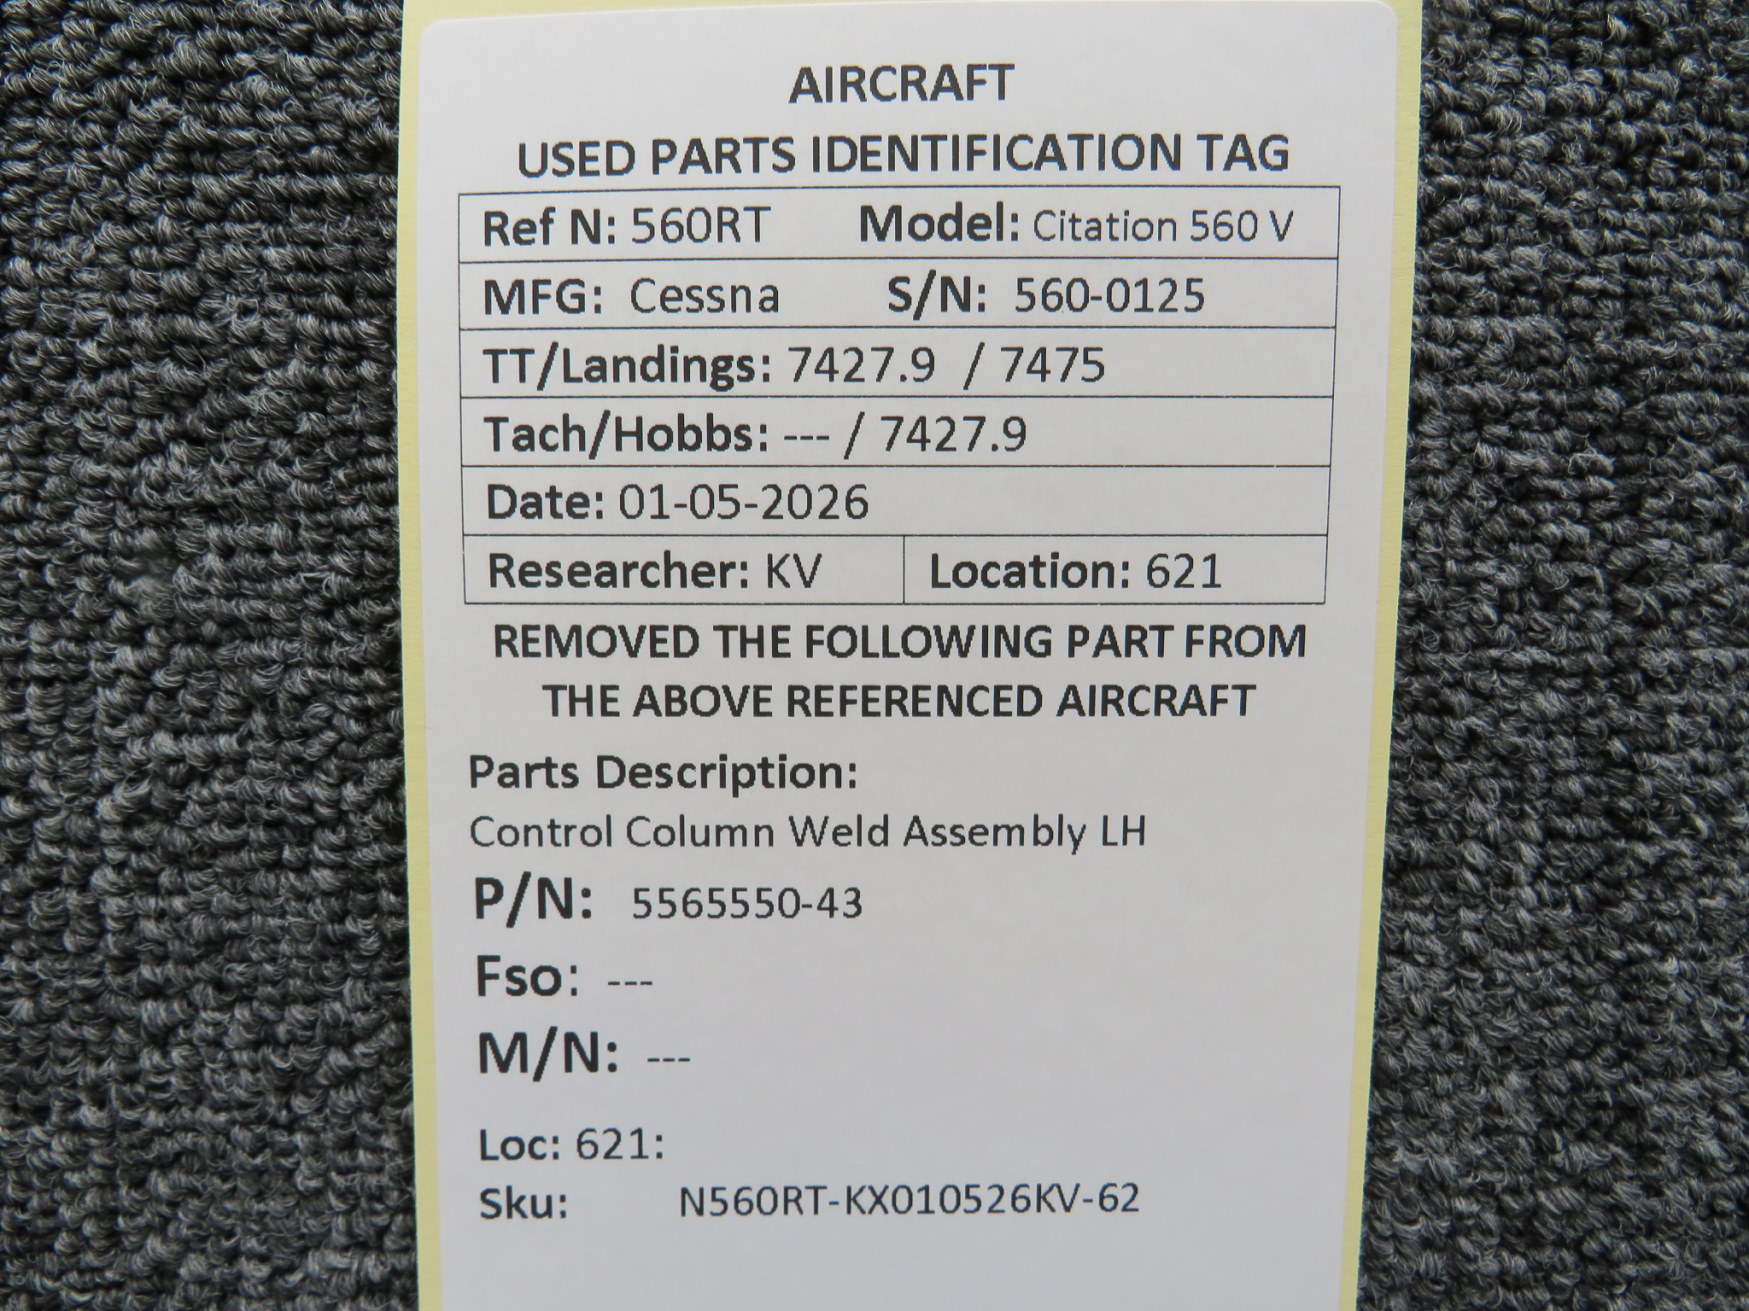 AIRCRAFT
USED PARTS IDENTIFICATION TAG
Ref N: 560RT Model: Citation 560 V
MFG: Cessna S/N: 560-0125
TT/Landings: 7427.9 / 7475
Tach/Hobbs: --- / 7427.9
Date: 01-05-2026
Researcher: KV Location: 621
REMOVED THE FOLLOWING PART FROM
THE ABOVE REFERENCED AIRCRAFT
Parts Description:
Control Column Weld Assembly LH
P/N: 5565550-43
Fso: ---
M/N: ---
Loc: 621:
Sku: N560RT-KX010526KV-62